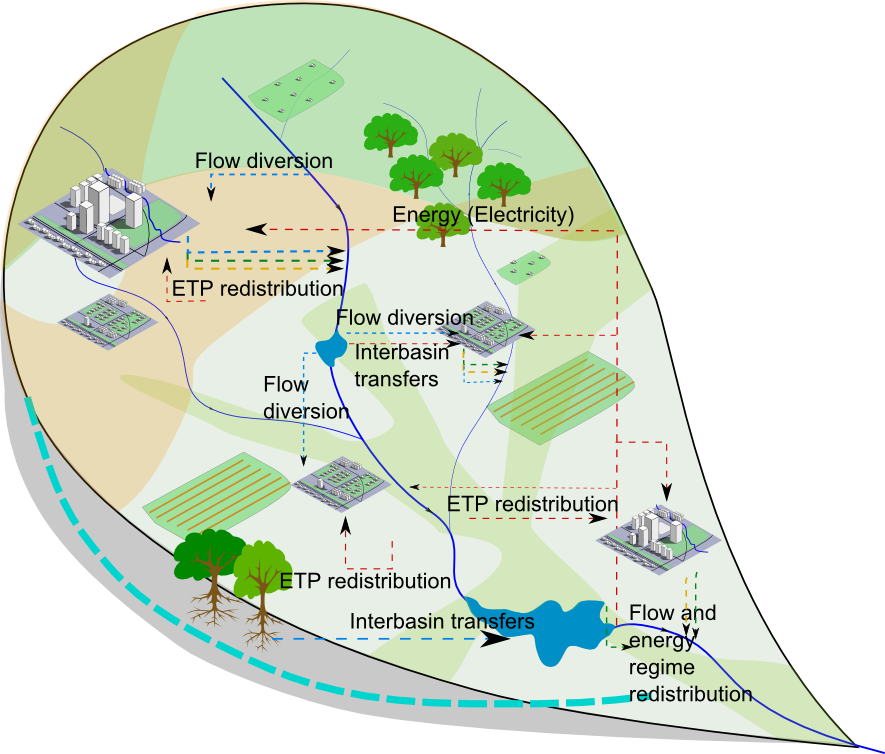 Flow diversion
Energy (Electricity)
ETP redistribution
Flow diversion
Interbasin
transfers
Flow
diversion
ETP redistribution
ETP redistribution
Interbasin transfers
Flow and
energy
regime
redistribution